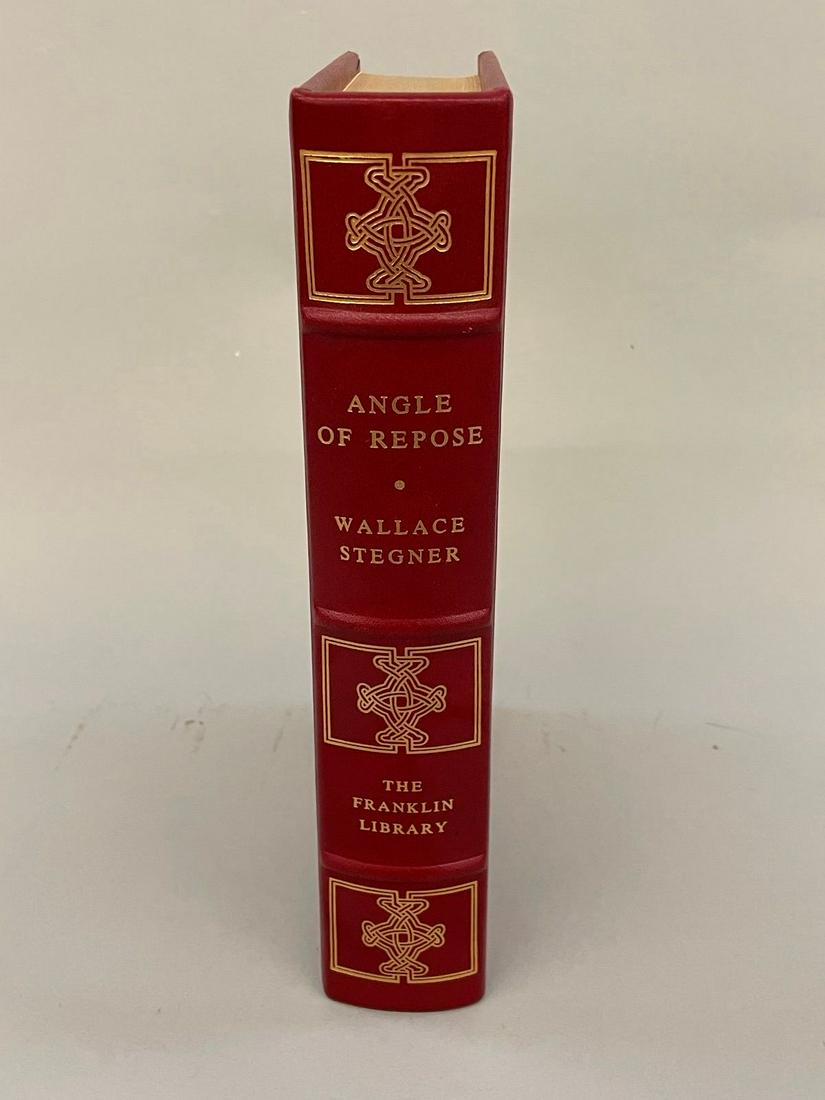 ANGLE
OF REPOSE
WALLACE
STEGNER
THE
FRANKLIN
LIBRARY